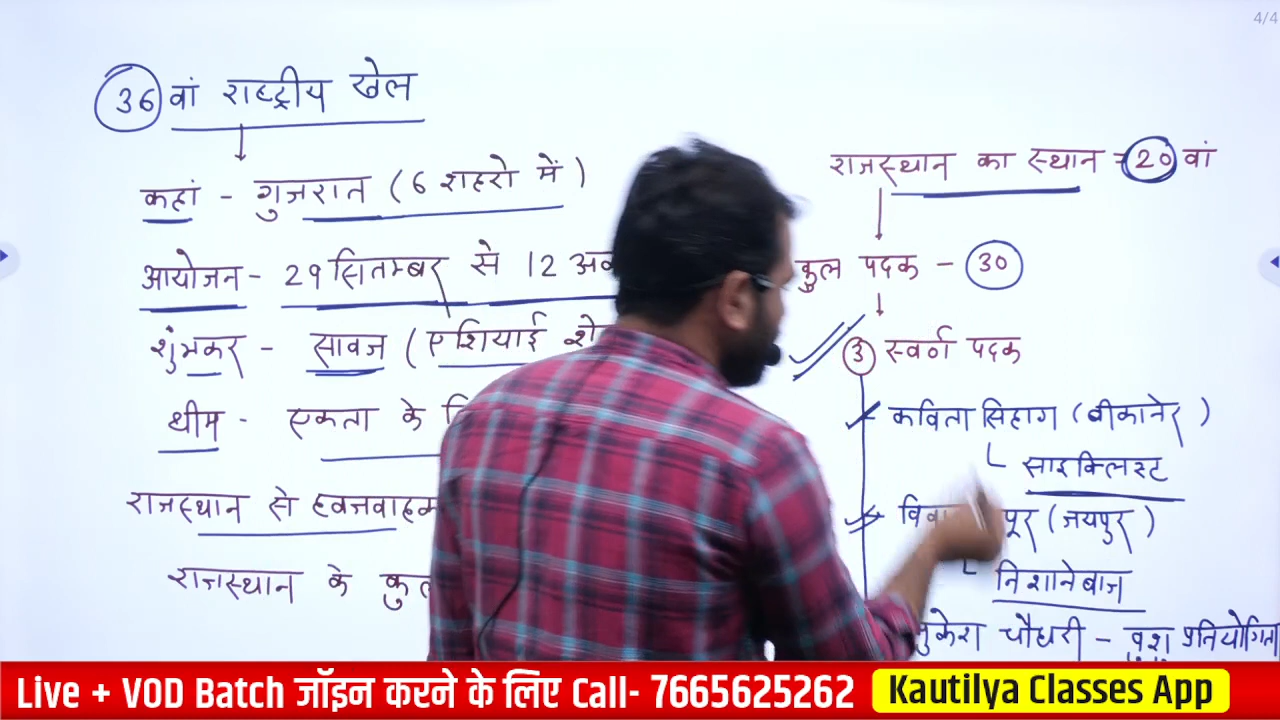 4/4
36 वां राष्ट्रीय खेल
कहां - गुजरात (6 शहरो में)
आयोजन - 29 सितम्बर से 12
शुंभकर - सावज (एशियाई
थीम - एकता के
राजस्थान से ध्वजवाहक
राजस्थान के
राजस्थान का स्थान - 20 वां
कुल पदक - 30
3 स्वर्ण पदक
कविता सिहाग (बीकानेर)
साइक्लिस्ट
(जयपुर)
निशानेबाज
मुकेश चौधरी - वुशु प्रतियोगिता
Live + VOD Batch जॉइन करने के लिए Call- 7665625262 Kautilya Classes App